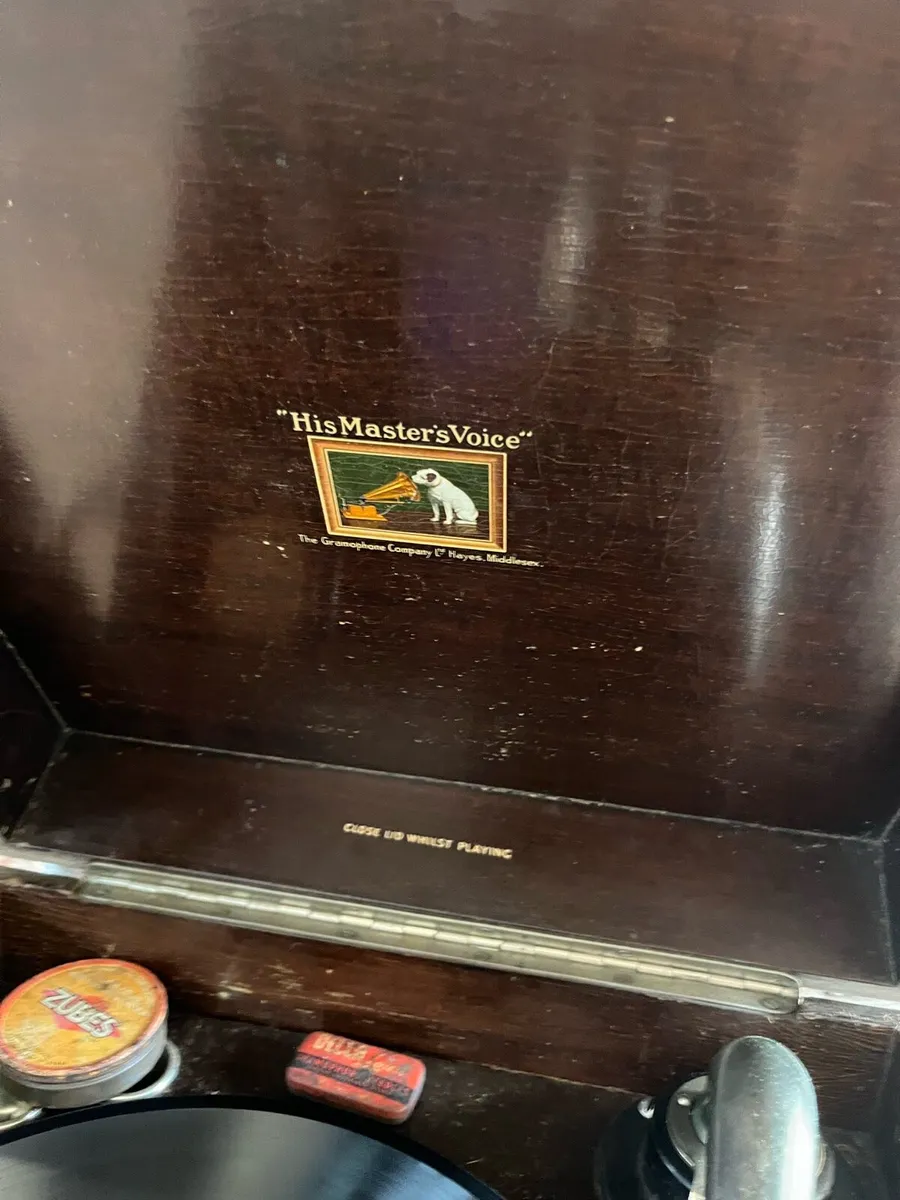 "His Master's Voice"
The Gramophone Company Ltd Hayes. Middlesex.
CLOSE LID WHILST PLAYING
ZUBES